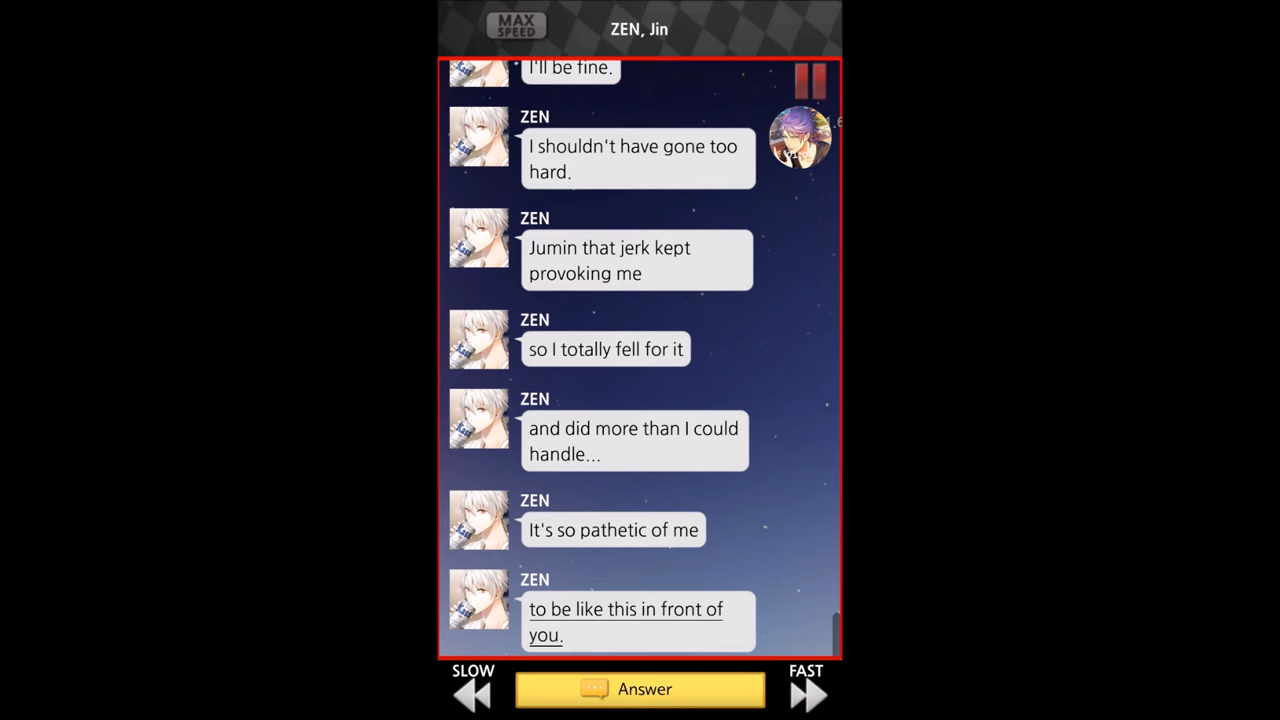 MAX
SPEED
ZEN, Jin
I'll be fine.
ZEN
I shouldn't have gone too
hard.
ZEN
Jumin that jerk kept
provoking me
ZEN
so I totally fell for it
ZEN
and did more than I could
handle...
ZEN
It's so pathetic of me
ZEN
to be like this in front of
you.
SLOW
Answer
FAST